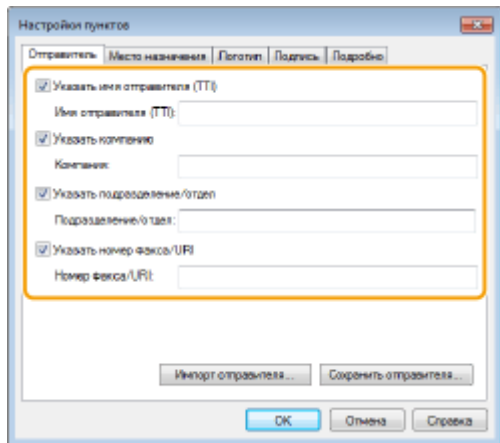 Настройки пунктов
Отправитель Место назначения Логотип Подпись Подробно
Указать имя отправителя (TTI)
Имя отправителя (TTI):
Указать компанию
Компания:
Указать подразделение/отдел
Подразделение/отдел:
Указать номер факса/URI
Номер факса/URI:
Импорт отправителя... Сохранить отправителя...
OK Отмена Справка